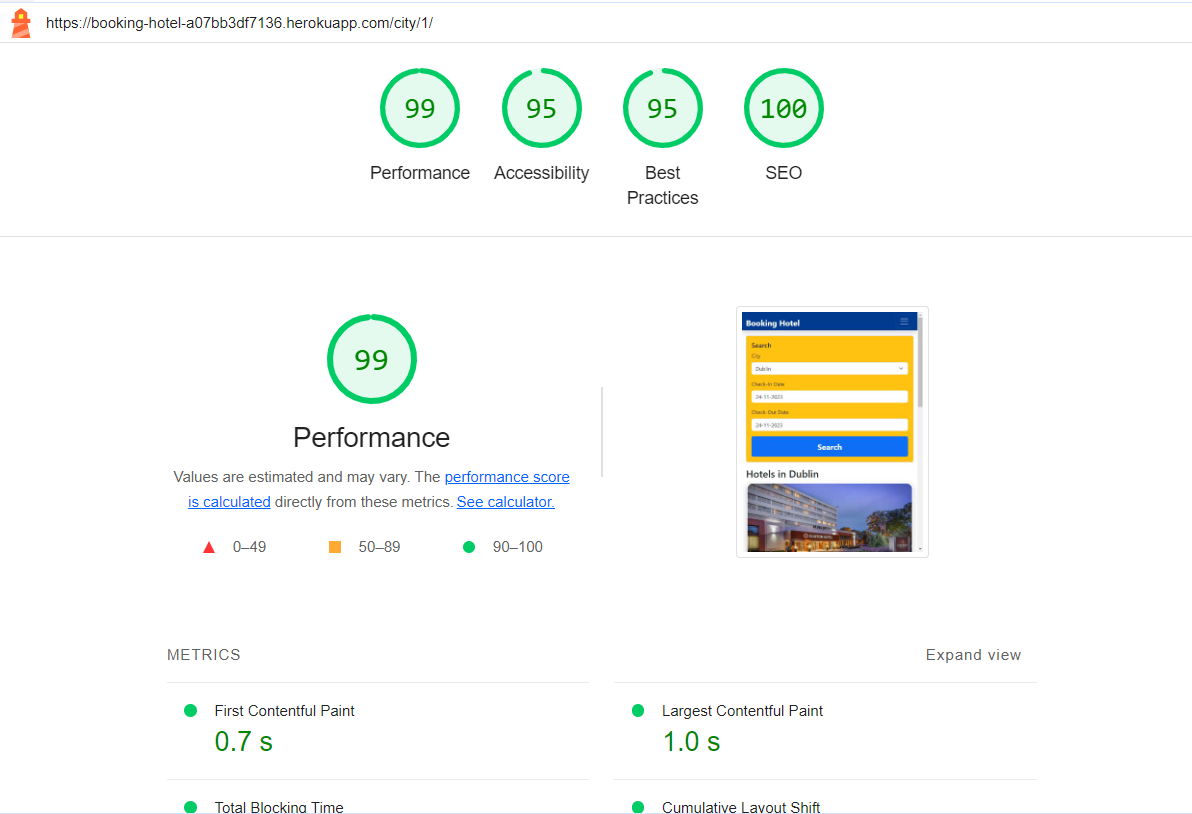 https://booking-hotel-a07bb3df7136.herokuapp.com/city/1/
99
95
95
100
Performance
Accessibility
Best
Practices
SEO
99
Performance
Values are estimated and may vary. The performance score
is calculated directly from these metrics. See calculator.
0–49
50–89
90–100
Booking Hotel
Search
City
Dublin
Check-In Date
24-11-2023
Check-Out Date
24-11-2023
Search
Hotels in Dublin
METRICS
Expand view
First Contentful Paint
0.7 s
Largest Contentful Paint
1.0 s
Total Blocking Time
Cumulative Layout Shift